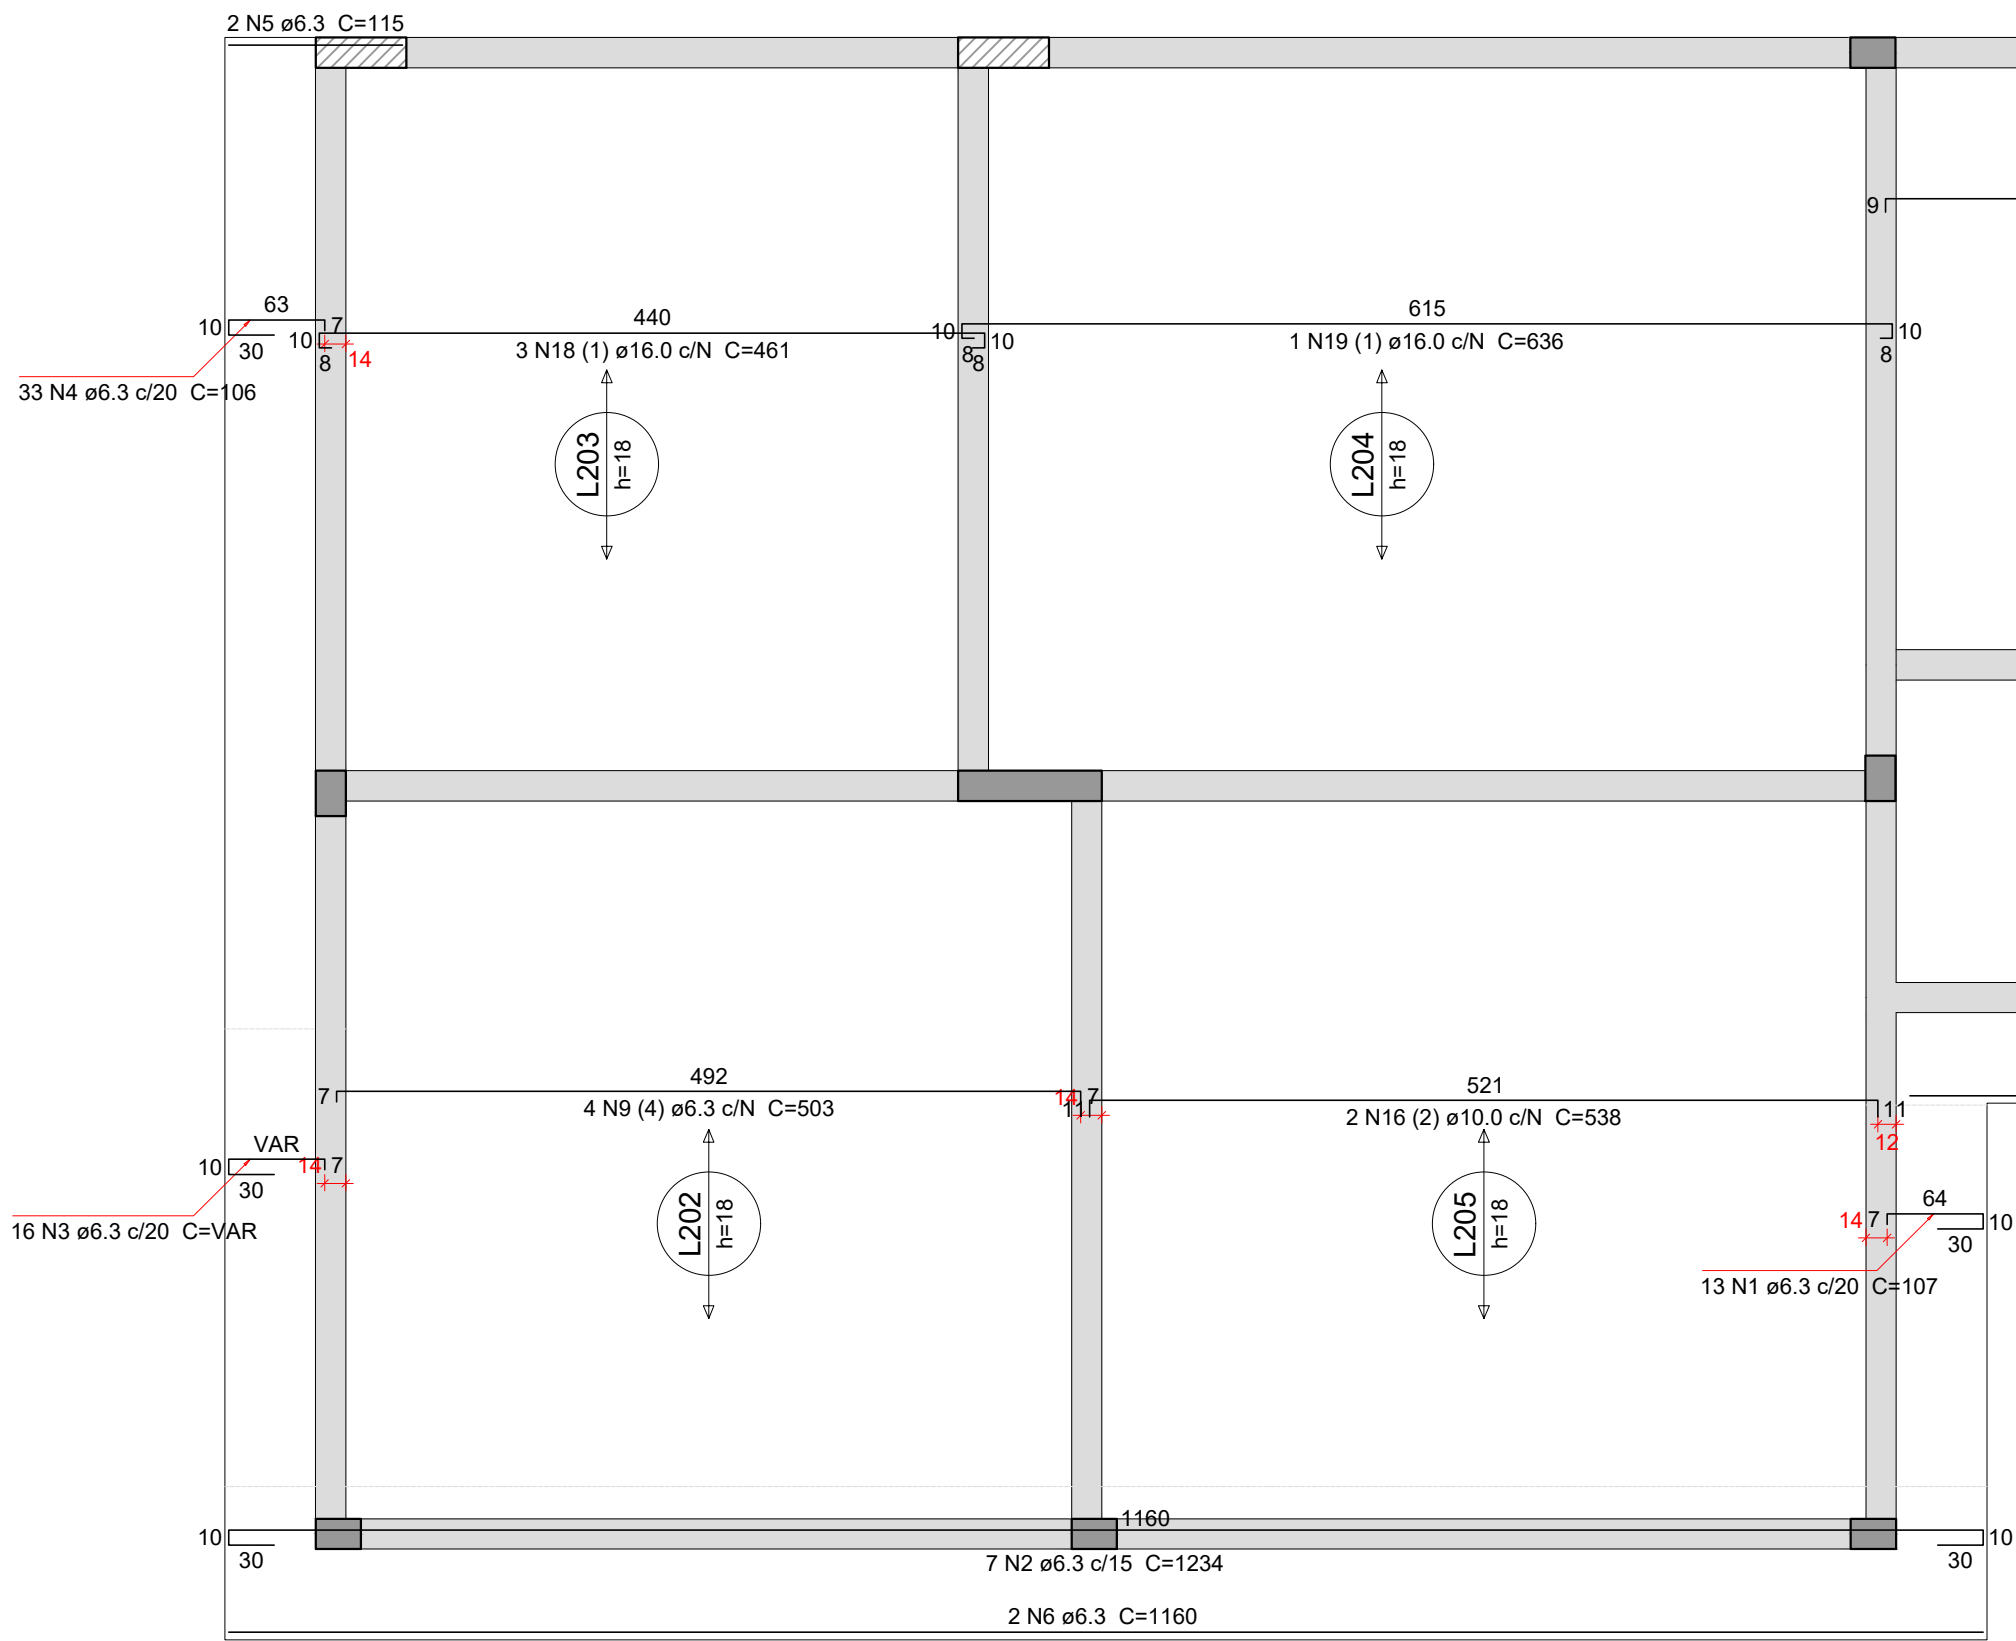 2 N5 ø6.3 C=115
9
63
10
7
30
10
8
14
33 N4 ø6.3 c/20 C=106
440
3 N18 (1) ø16.0 c/N C=461
10
8
8
10
615
1 N19 (1) ø16.0 c/N C=636
10
8
L203
h=18
L204
h=18
492
7
4 N9 (4) ø6.3 c/N C=503
14
7
11
521
2 N16 (2) ø10.0 c/N C=538
11
12
VAR
10
14
7
30
16 N3 ø6.3 c/20 C=VAR
L202
h=18
L205
h=18
64
14
7
10
30
13 N1 ø6.3 c/20 C=107
1160
10
30
10
30
7 N2 ø6.3 c/15 C=1234
2 N6 ø6.3 C=1160